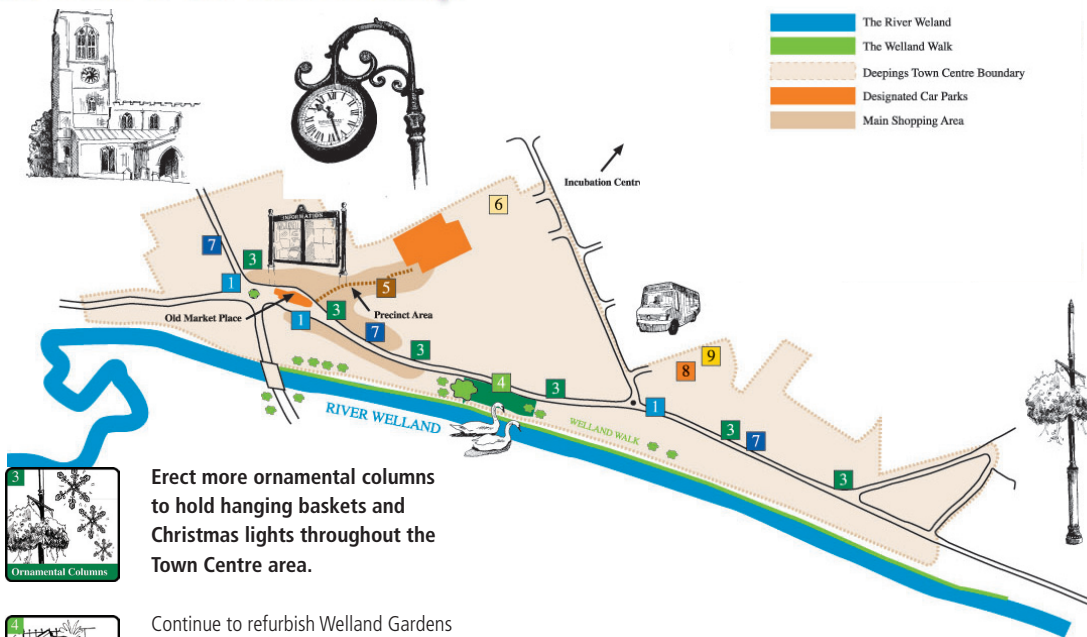 The River Weland
The Welland Walk
Deepings Town Centre Boundary
Designated Car Parks
Main Shopping Area
Incubation Centr
6
INFORMATION
7
3
1
5
Old Market Place
3
Precinct Area
1
7
3
4
3
8
9
1
RIVER WELLAND
WELLAND WALK
3
7
3
3
Ornamental Columns
Erect more ornamental columns
to hold hanging baskets and
Christmas lights throughout the
Town Centre area.
4
Continue to refurbish Welland Gardens